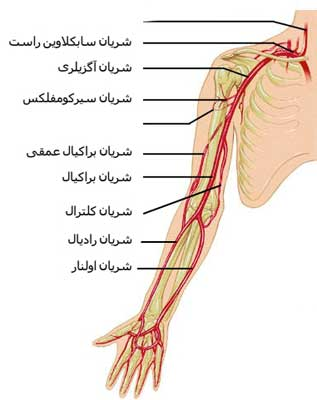 شریان سابکلاوین راست
شریان آگزیلری
شریان سیرکومفلکس
شریان براکیال عمقی
شریان براکیال
شریان کلترال
شریان رادیال
شریان اولنار